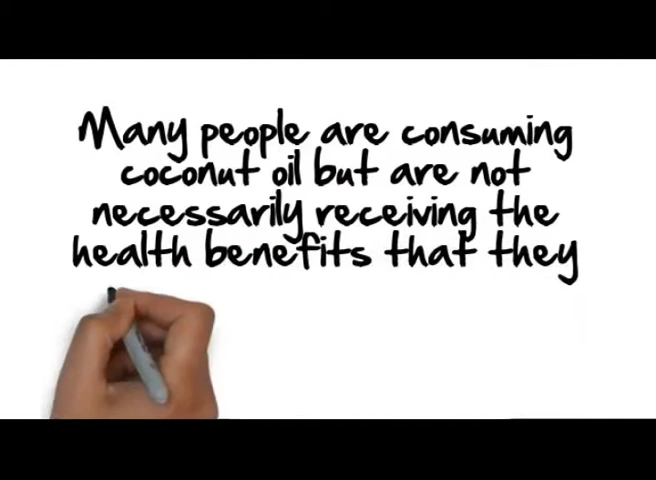 Many people are consuming
coconut oil but are not
necessarily receiving the
health benefits that they